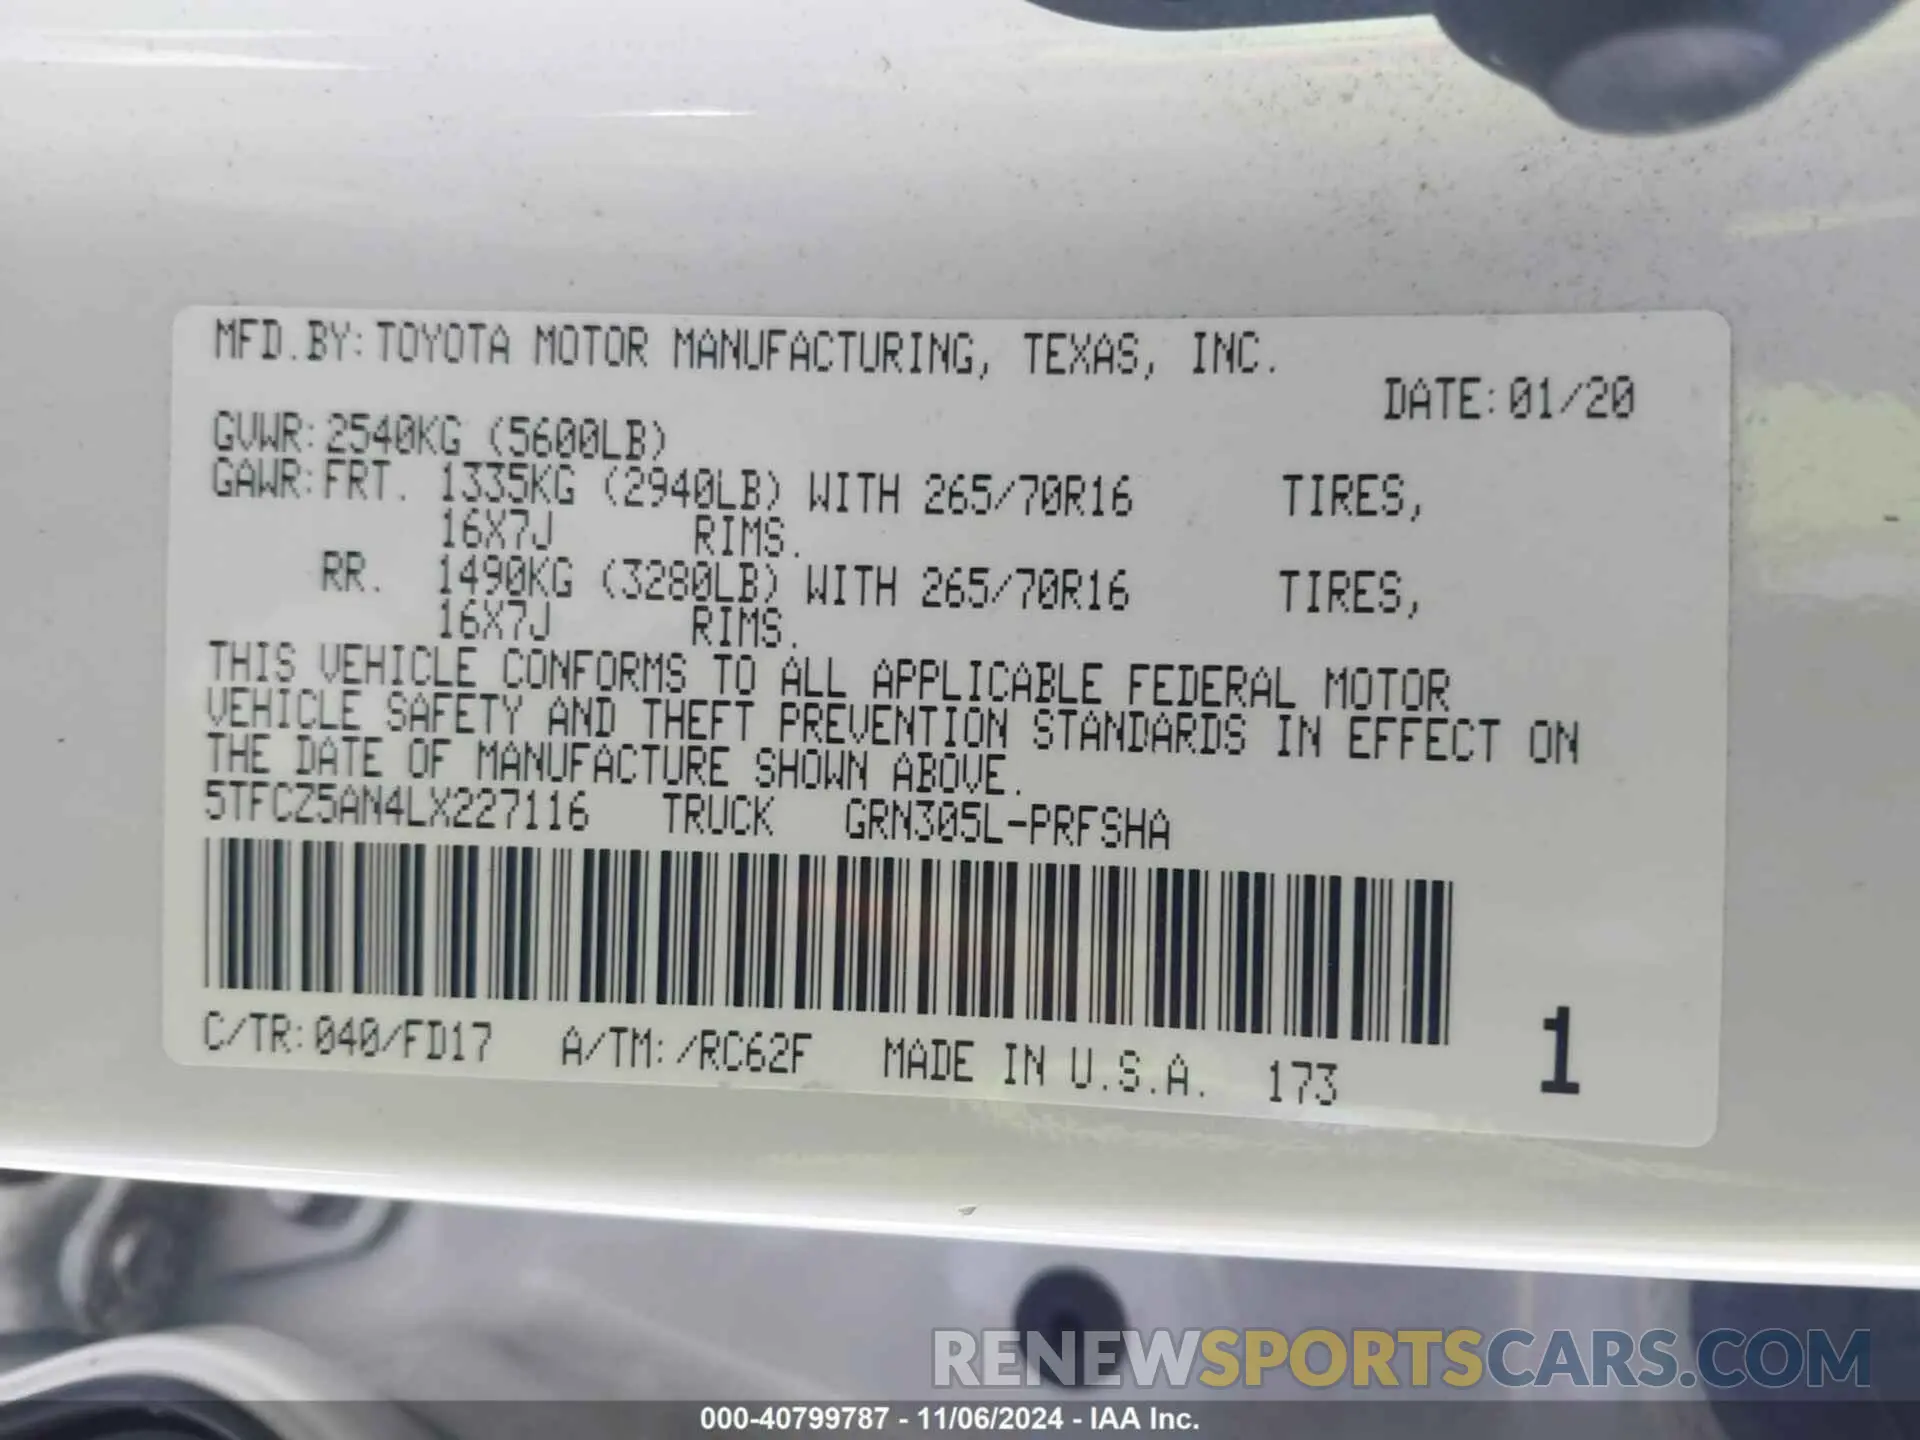 MFD.BY:TOYOTA MOTOR MANUFACTURING, TEXAS, INC.
DATE:01/20
GVWR:2540KG (5600LB)
GAWR:FRT. 1335KG (2940LB) WITH 265/70R16 TIRES,
16X7J RIMS.
RR. 1490KG (3280LB) WITH 265/70R16 TIRES,
16X7J RIMS.
THIS VEHICLE CONFORMS TO ALL APPLICABLE FEDERAL MOTOR
VEHICLE SAFETY AND THEFT PREVENTION STANDARDS IN EFFECT ON
THE DATE OF MANUFACTURE SHOWN ABOVE.
5TFCZ5AN4LX227116 TRUCK GRN305L-PRFSHA
C/TR:040/FD17 A/TM:/RC62F MADE IN U.S.A. 173
1
RENEWSPORTSCARS.COM
000-40799787 - 11/06/2024 - IAA Inc.